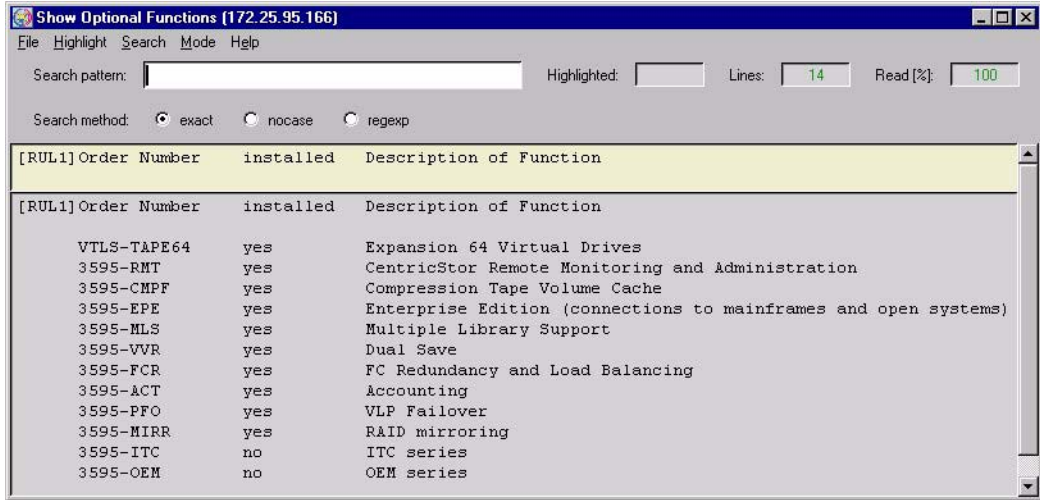 Show Optional Functions (172.25.95.166)
File Highlight Search Mode Help
Search pattern: Highlighted: Lines: 14 Read [%]: 100
Search method: exact nocase regexp
[RUL1] Order Number installed Description of Function
[RUL1] Order Number installed Description of Function
VTLS-TAPE64 yes Expansion 64 Virtual Drives
3595-RMT yes CentricStor Remote Monitoring and Administration
3595-CMPF yes Compression Tape Volume Cache
3595-EPE yes Enterprise Edition (connections to mainframes and open systems)
3595-MLS yes Multiple Library Support
3595-VVR yes Dual Save
3595-FCR yes FC Redundancy and Load Balancing
3595-ACT yes Accounting
3595-PFO yes VLP Failover
3595-MIRR yes RAID mirroring
3595-ITC no ITC series
3595-OEM no OEM series